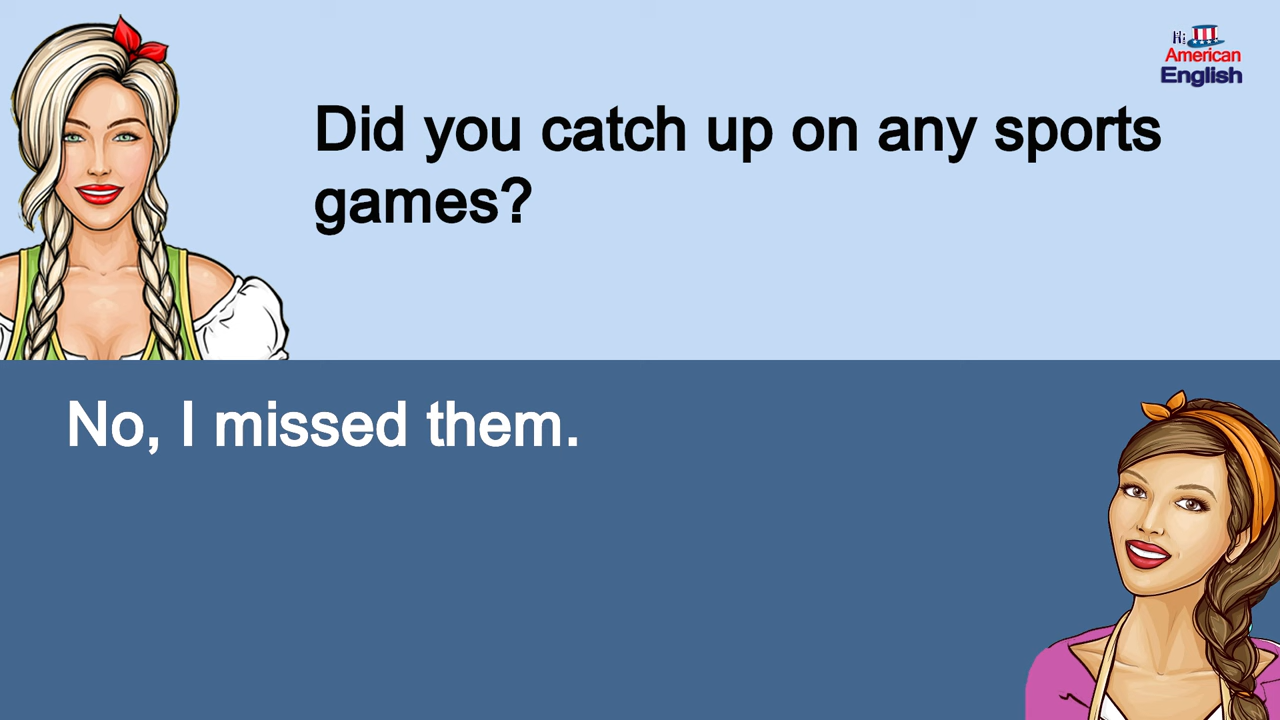 Hi
American
English
Did you catch up on any sports
games?
No, I missed them.